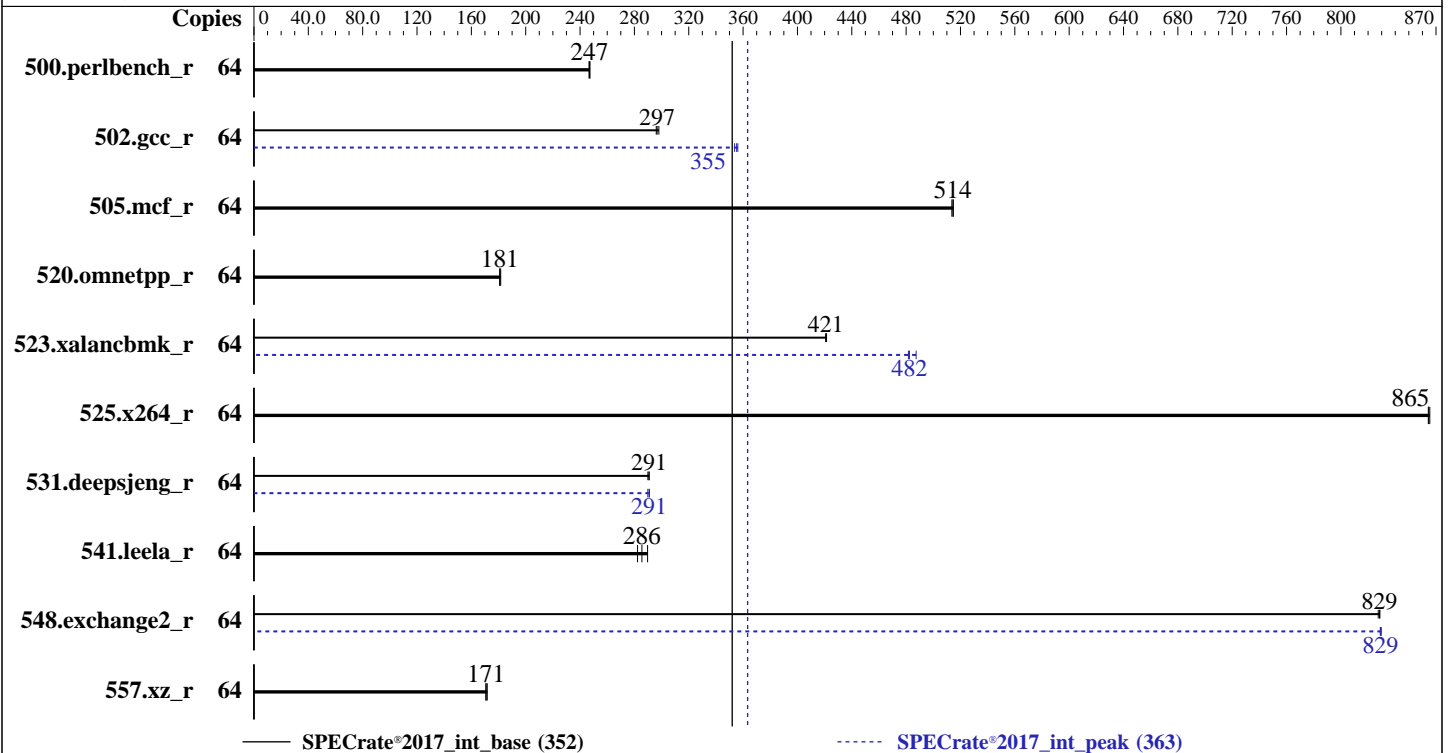 Copies 0 40.0 80.0 120 160 200 240 280 320 360 400 440 480 520 560 600 640 680 720 760 800 870
247
500.perlbench_r 64
297
502.gcc_r 64
355
514
505.mcf_r 64
181
520.omnetpp_r 64
421
523.xalancbmk_r 64
482
865
525.x264_r 64
291
531.deepsjeng_r 64
291
286
541.leela_r 64
829
548.exchange2_r 64
829
171
557.xz_r 64
SPECrate®2017_int_base (352) SPECrate®2017_int_peak (363)